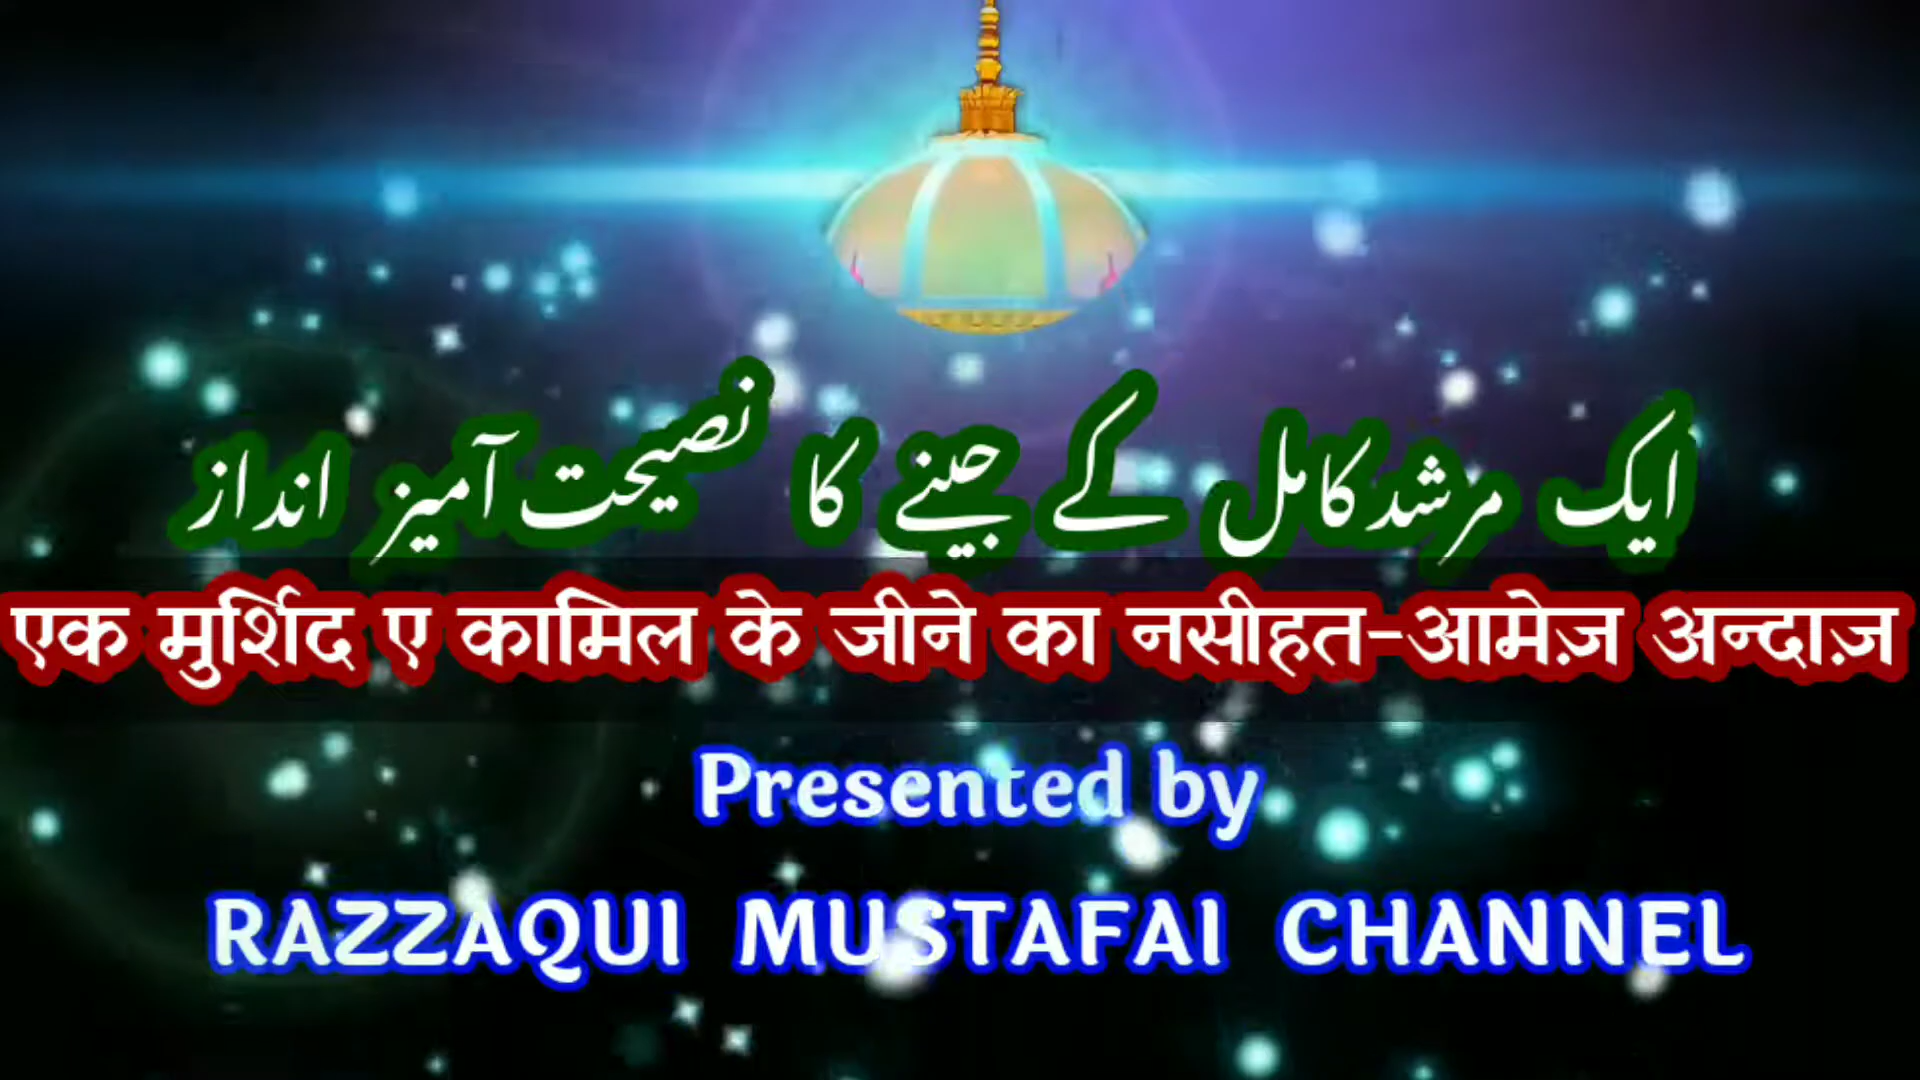 ایک مرشد کامل کے جینے کا نصیحت آمیز انداز
एक मुर्शिद ए कामिल के जीने का नसीहत-आमेज़ अन्दाज़
Presented by
RAZZAQUI MUSTAFAI CHANNEL